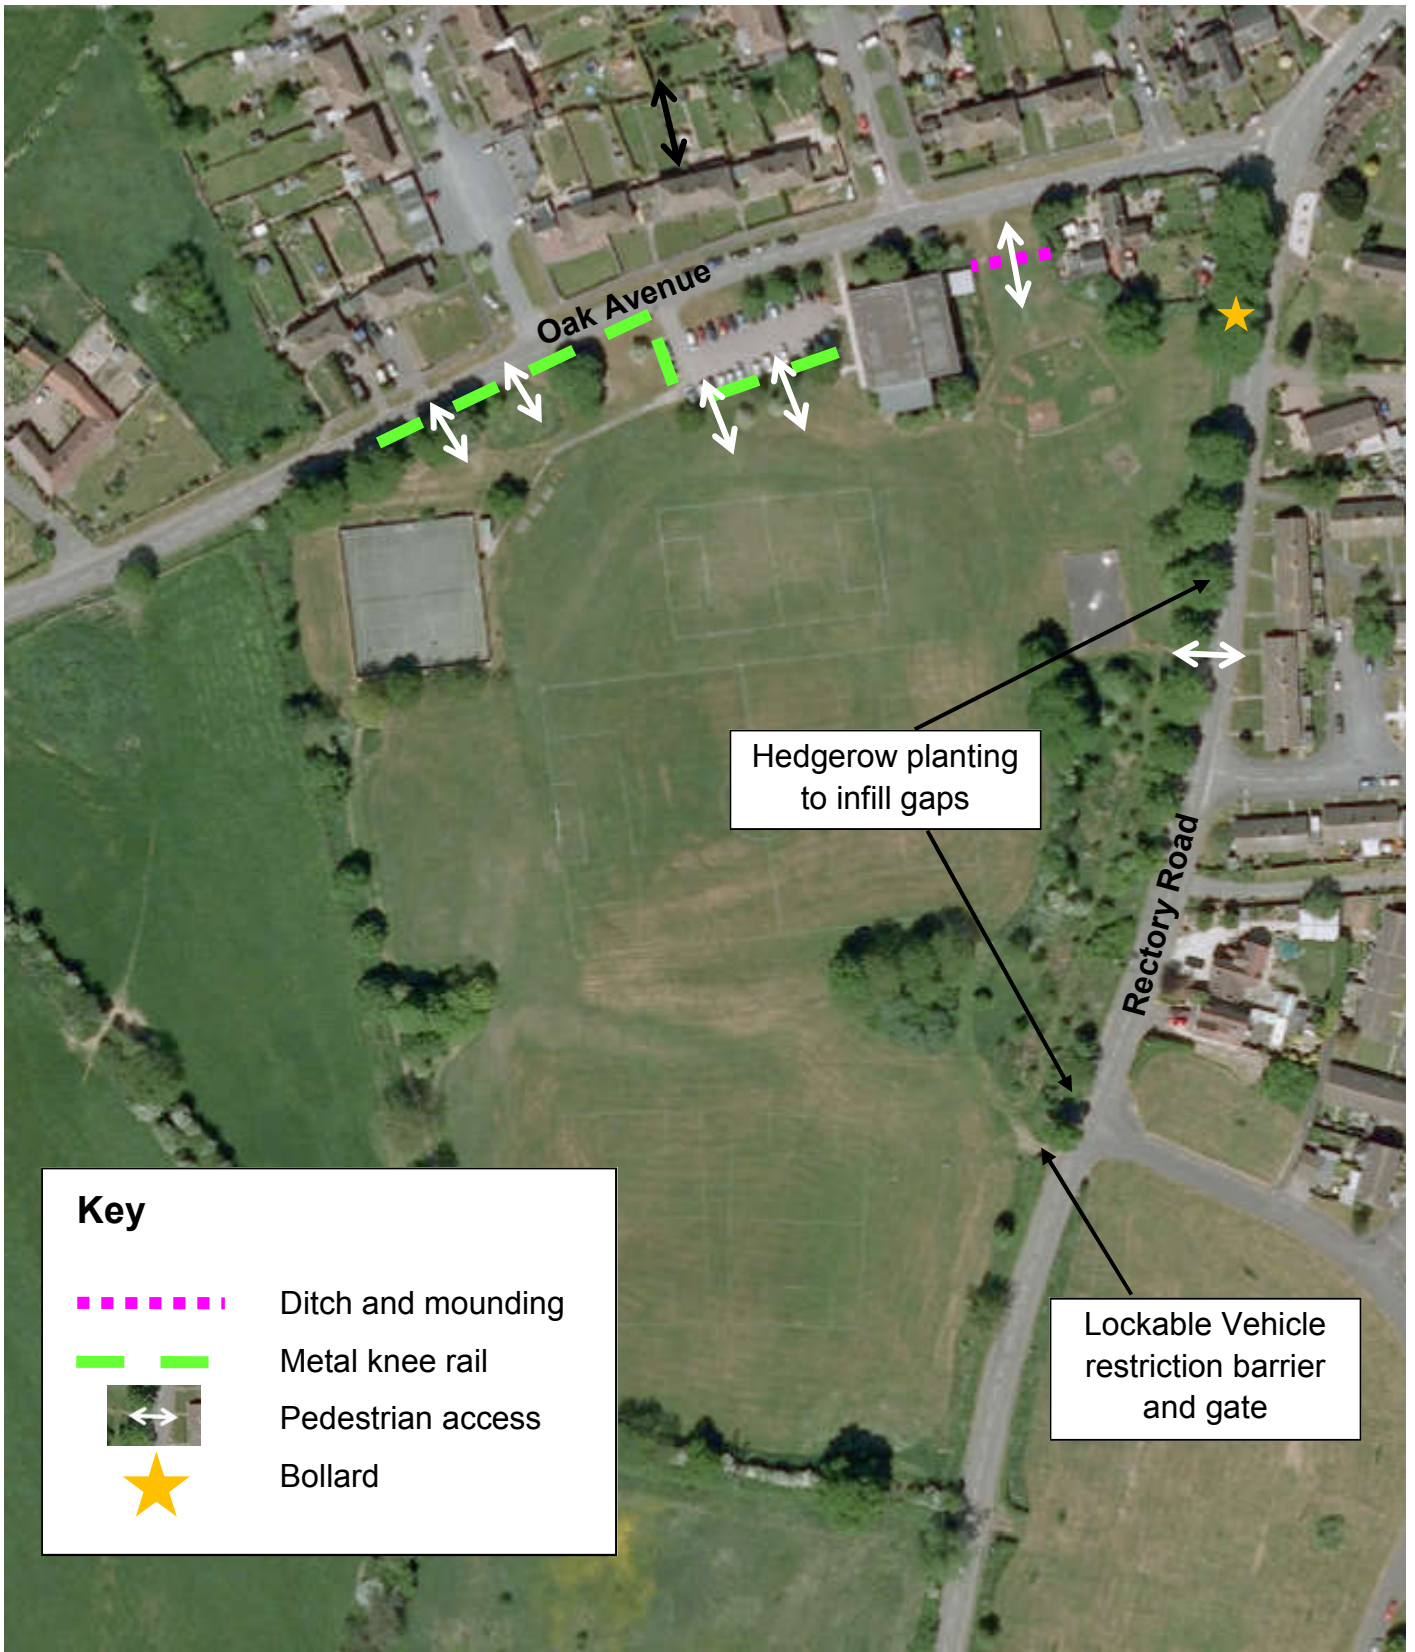 Oak Avenue
Hedgerow planting
to infill gaps
Rectory Road
Key
Ditch and mounding
Metal knee rail
Pedestrian access
Bollard
Lockable Vehicle
restriction barrier
and gate